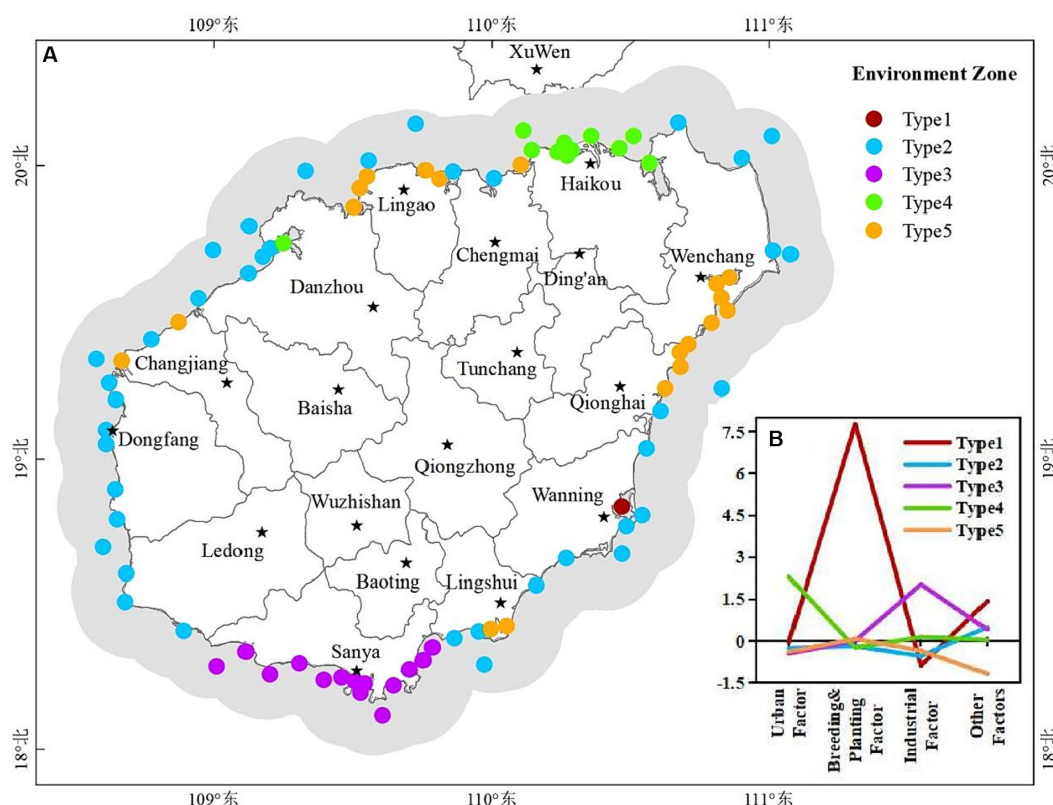 109°东
110°东
111°东
A
XuWen
Environment Zone
Type1
Type2
Type3
Type4
Type5
20°北
20°北
Haikou
Lingao
Chengmai
Ding'an
Wenchang
Danzhou
Changjiang
Tunchang
Baisha
Qionghai
Dongfang
Qiongzhong
19°北
19°北
Wuzhishan
Wanning
Ledong
Baoting
Lingshui
Sanya
18°北
18°北
109°东
110°东
111°东
B
7.5
6
4.5
3
1.5
0
-1.5
Type1
Type2
Type3
Type4
Type5
Urban
Factor
Breeding&
Planting
Factor
Industrial
Factor
Other
Factors